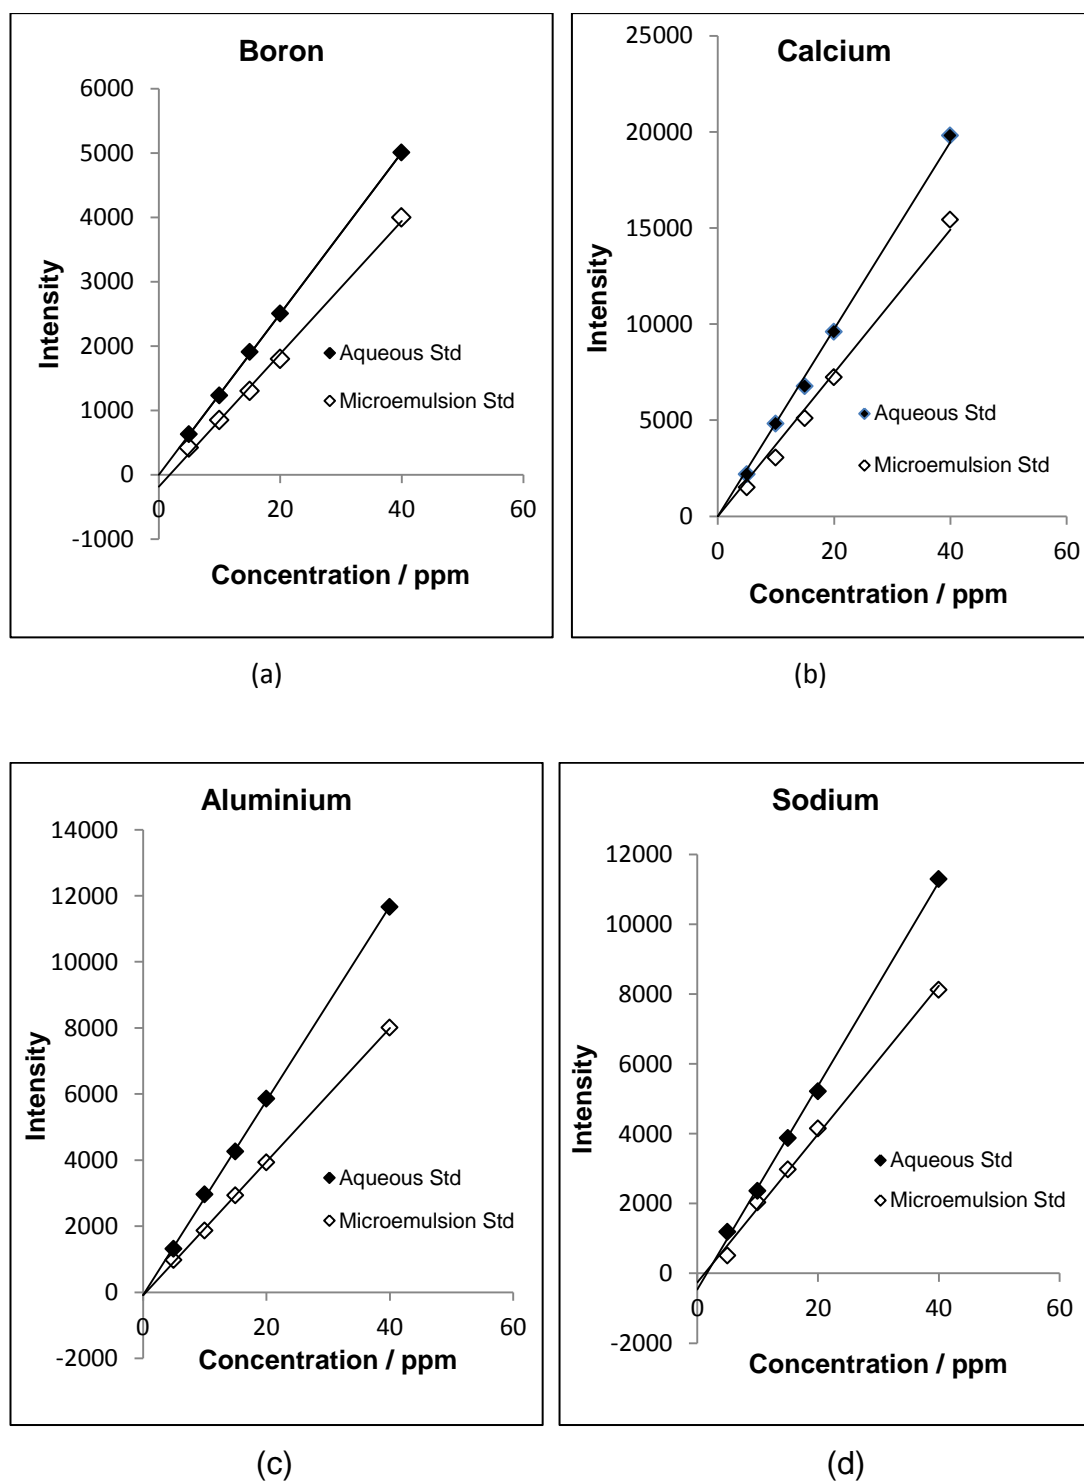 Boron
6000
5000
4000
3000
2000
1000
0
-1000
0 20 40 60
Intensity
Aqueous Std
Microemulsion Std
Concentration / ppm
(a)
Calcium
25000
20000
15000
10000
5000
0
0 20 40 60
Intensity
Aqueous Std
Microemulsion Std
Concentration / ppm
(b)
Aluminium
14000
12000
10000
8000
6000
4000
2000
0
-2000
0 20 40 60
Intensity
Aqueous Std
Microemulsion Std
Concentration / ppm
(c)
Sodium
12000
10000
8000
6000
4000
2000
0
-2000
0 20 40 60
Intensity
Aqueous Std
Microemulsion Std
Concentration / ppm
(d)